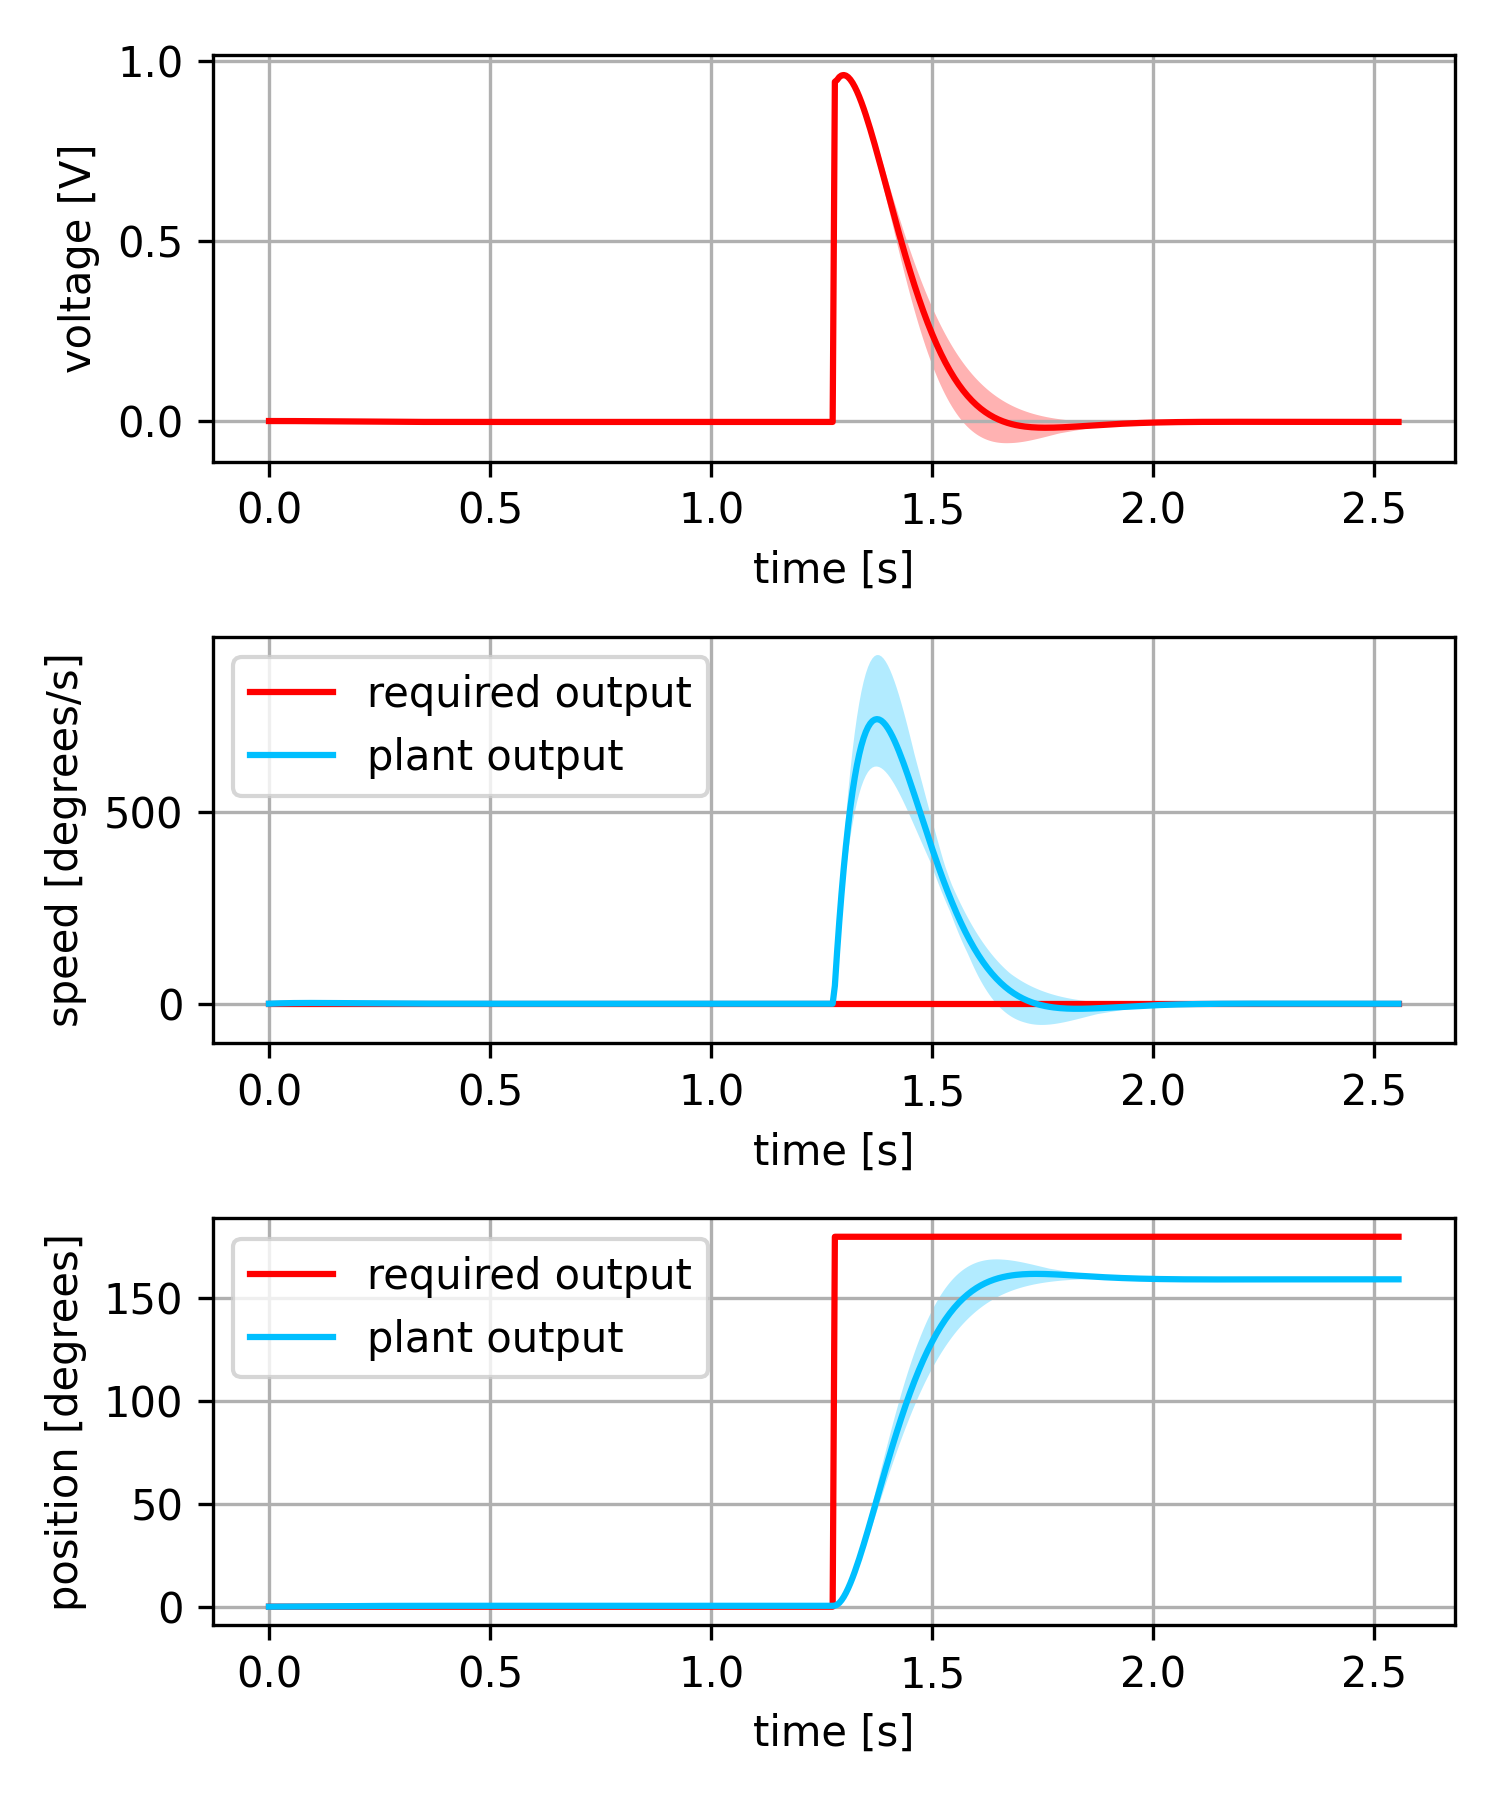 voltage [V]
1.0
0.5
0.0
0.0 0.5 1.0 1.5 2.0 2.5
time [s]
speed [degrees/s]
required output
plant output
500
0
0.0 0.5 1.0 1.5 2.0 2.5
time [s]
position [degrees]
required output
plant output
150
100
50
0
0.0 0.5 1.0 1.5 2.0 2.5
time [s]